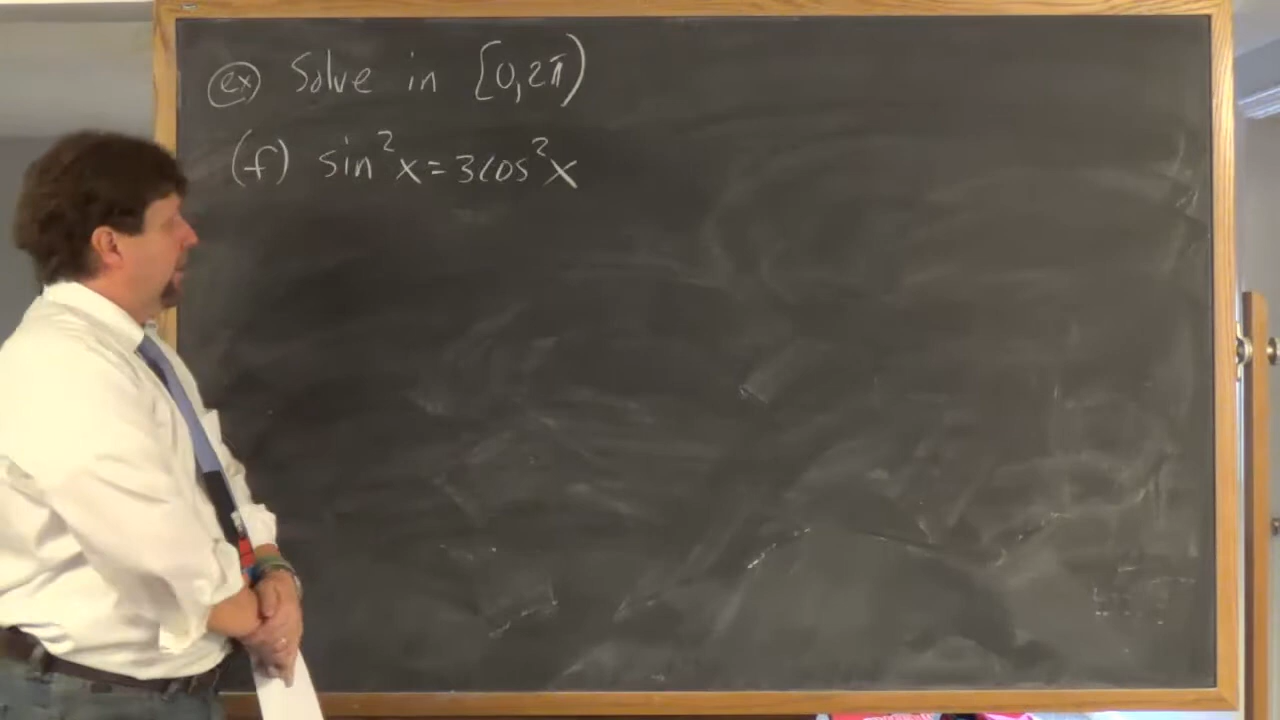 (ex) Solve in [0,2π)
(f) sin²x=3cos²x